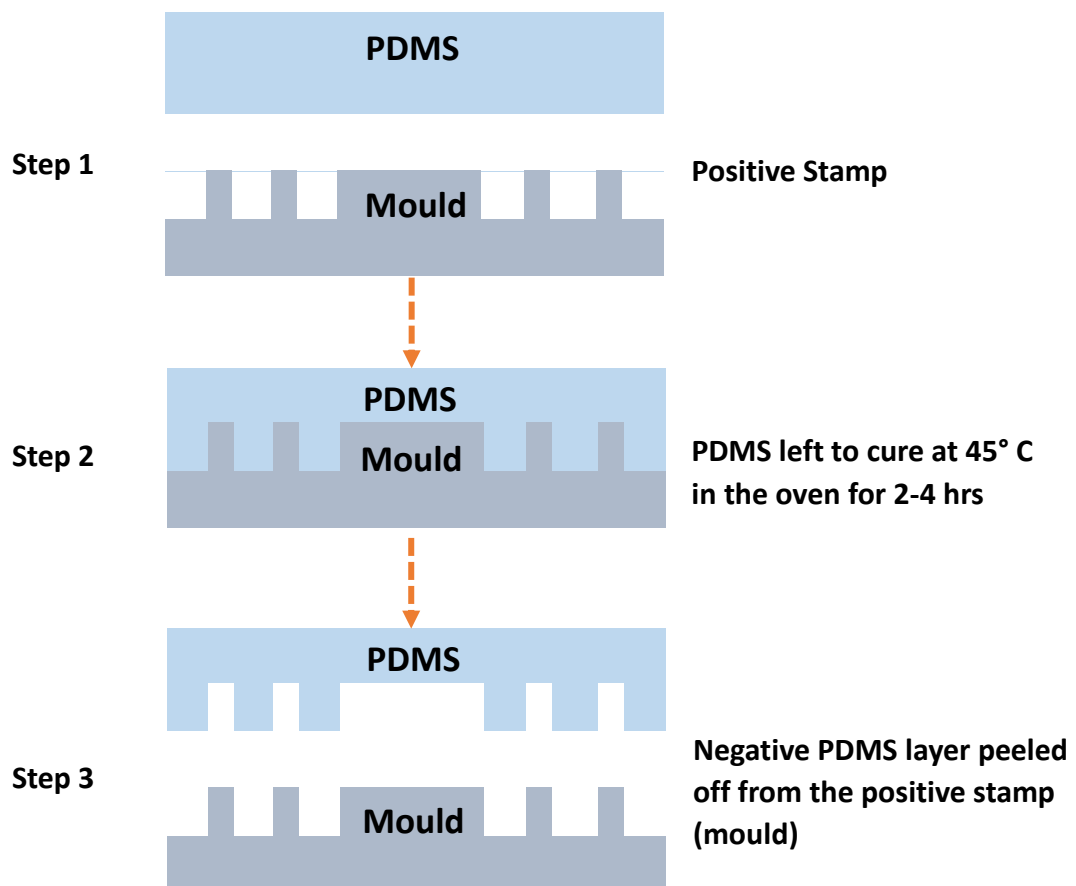 PDMS
Step 1
Positive Stamp
Mould
PDMS
Step 2
Mould
PDMS left to cure at 45° C
in the oven for 2-4 hrs
PDMS
Step 3
Negative PDMS layer peeled
off from the positive stamp
(mould)
Mould